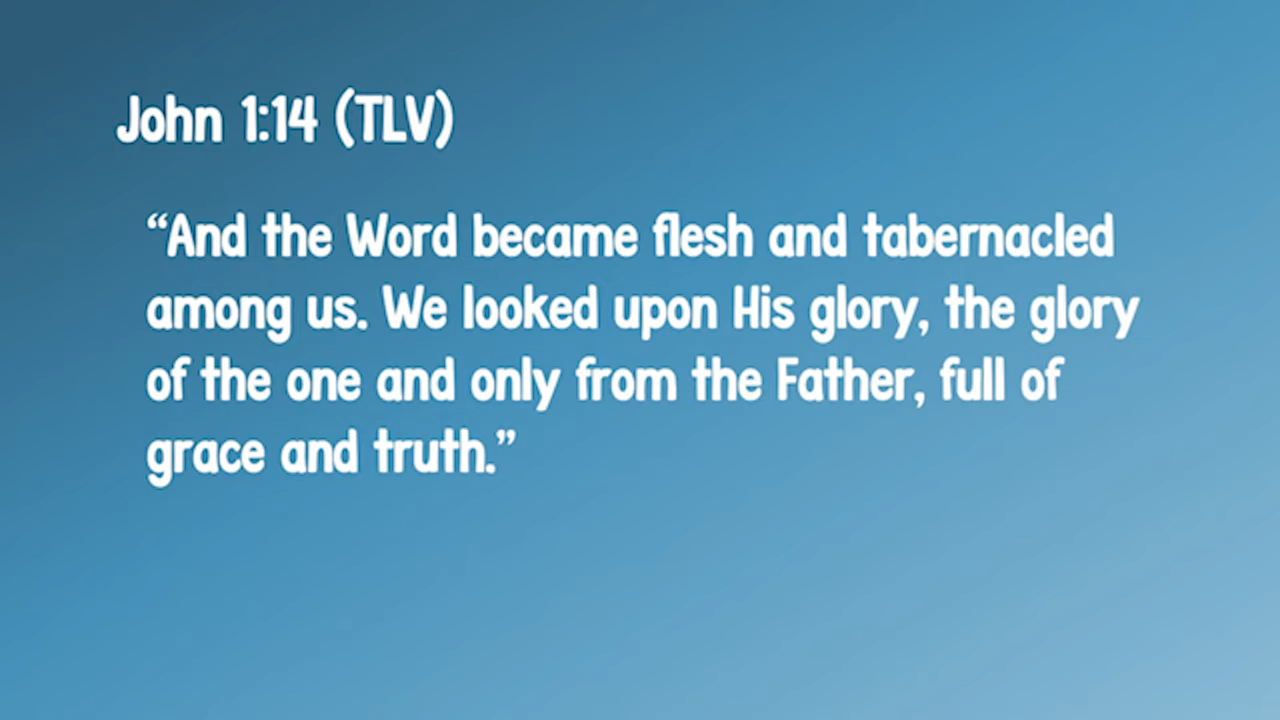 John 1:14 (TLV)
“And the Word became flesh and tabernacled
among us. We looked upon His glory, the glory
of the one and only from the Father, full of
grace and truth.”